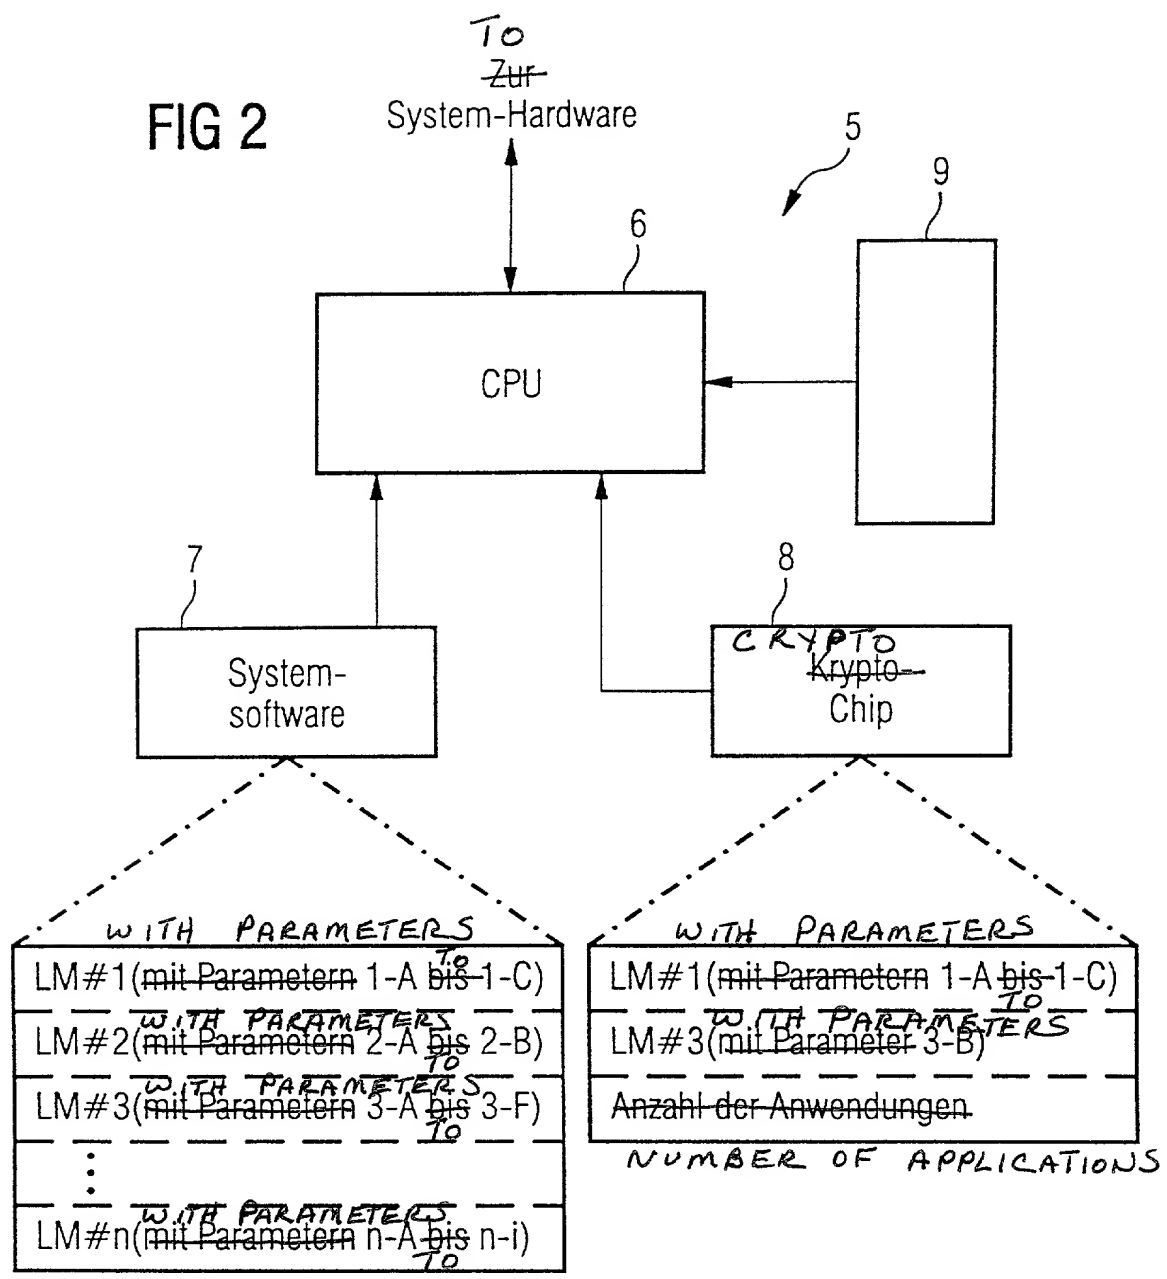 TO
Zur
System-Hardware
FIG 2
5
9
6
CPU
7
8
System-
software
CRYPTO
Krypto-
Chip
WITH PARAMETERS
TO
LM#1(mit Parametern 1-A bis 1-C)
WITH PARAMETERS
LM#2(mit Parametern 2-A bis 2-B)
TO
WITH PARAMETERS
LM#3(mit Parametern 3-A bis 3-F)
TO
WITH PARAMETERS
LM#n(mit Parametern n-A bis n-i)
TO
WITH PARAMETERS
LM#1(mit Parametern 1-A bis 1-C)
TO
WITH PARAMETERS
LM#3(mit Parameter 3-B)
Anzahl der Anwendungen
NUMBER OF APPLICATIONS